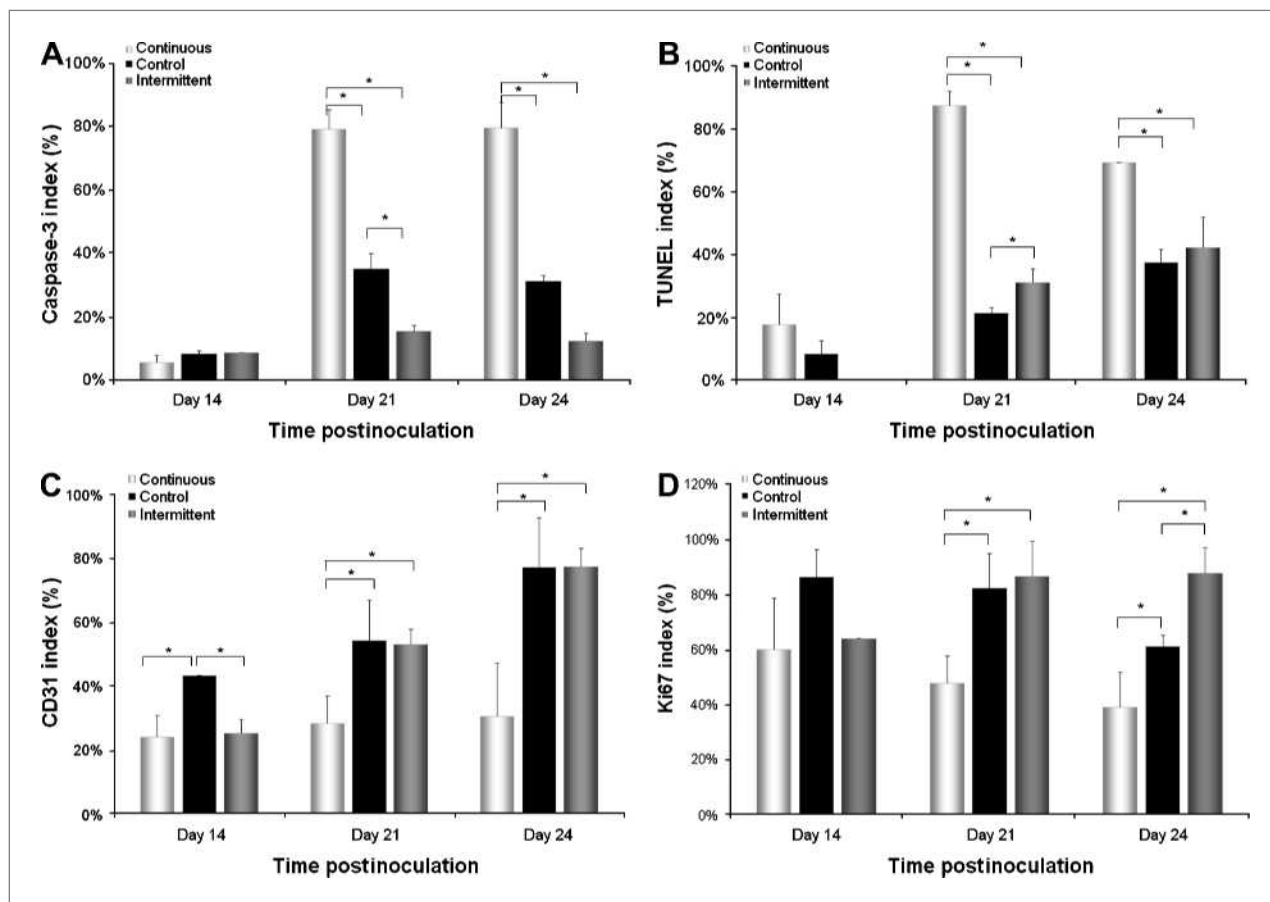 A
Continuous
Control
Intermittent
100%
80%
60%
40%
20%
0%
Caspase-3 index (%)
* * * * *
Day 14 Day 21 Day 24
Time postinoculation
B
Continuous
Control
Intermittent
100%
80%
60%
40%
20%
0%
TUNEL index (%)
* * * * *
Day 14 Day 21 Day 24
Time postinoculation
C
Continuous
Control
Intermittent
100%
80%
60%
40%
20%
0%
CD31 index (%)
* * * * * *
Day 14 Day 21 Day 24
Time postinoculation
D
Continuous
Control
Intermittent
120%
100%
80%
60%
40%
20%
0%
Ki67 index (%)
* * * * *
Day 14 Day 21 Day 24
Time postinoculation